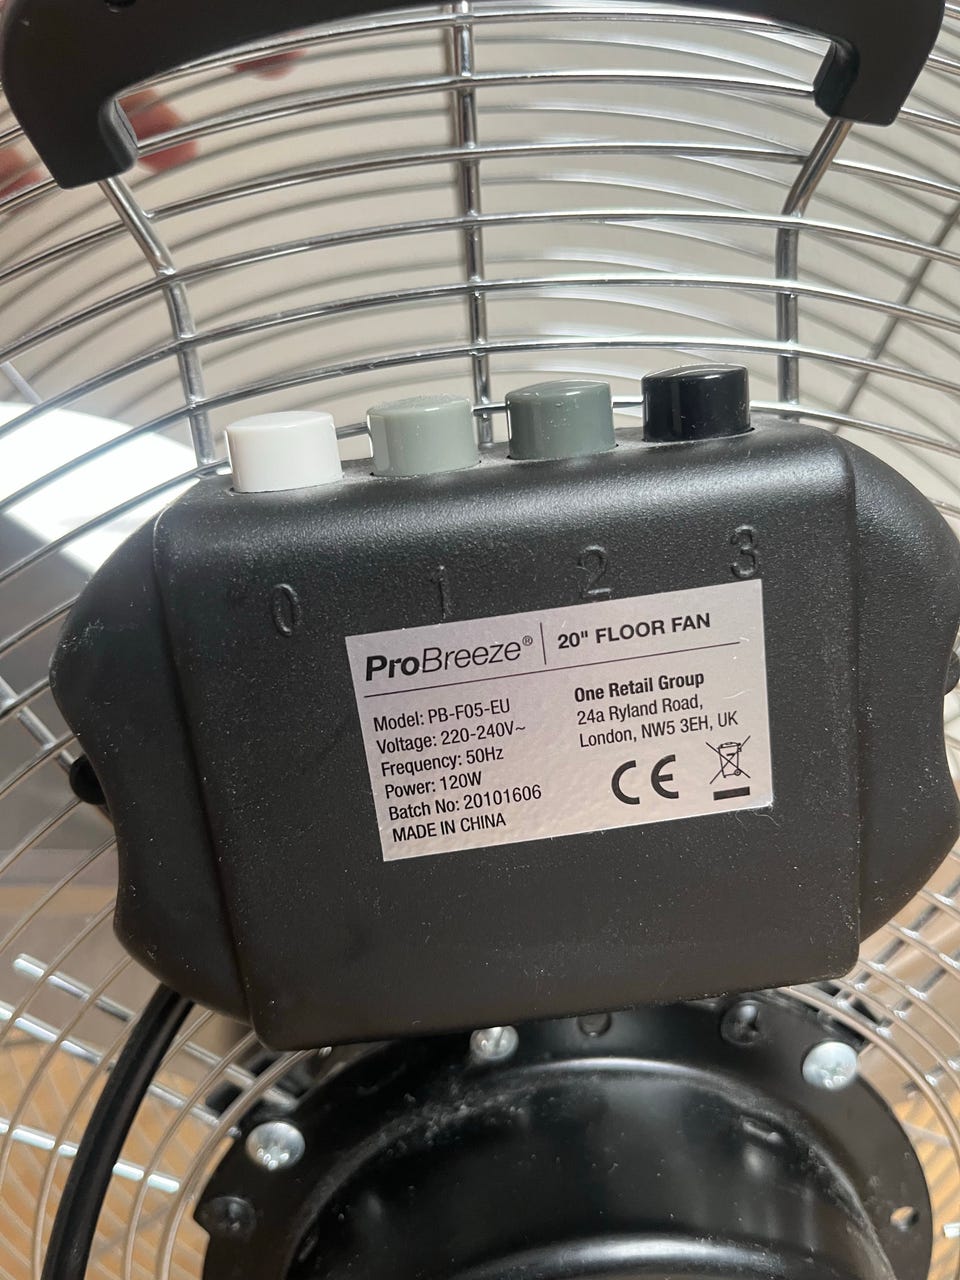 0 1 2 3
ProBreeze® 20" FLOOR FAN
Model: PB-F05-EU
Voltage: 220-240V~
Frequency: 50Hz
Power: 120W
Batch No: 20101606
MADE IN CHINA
One Retail Group
24a Ryland Road,
London, NW5 3EH, UK
CE